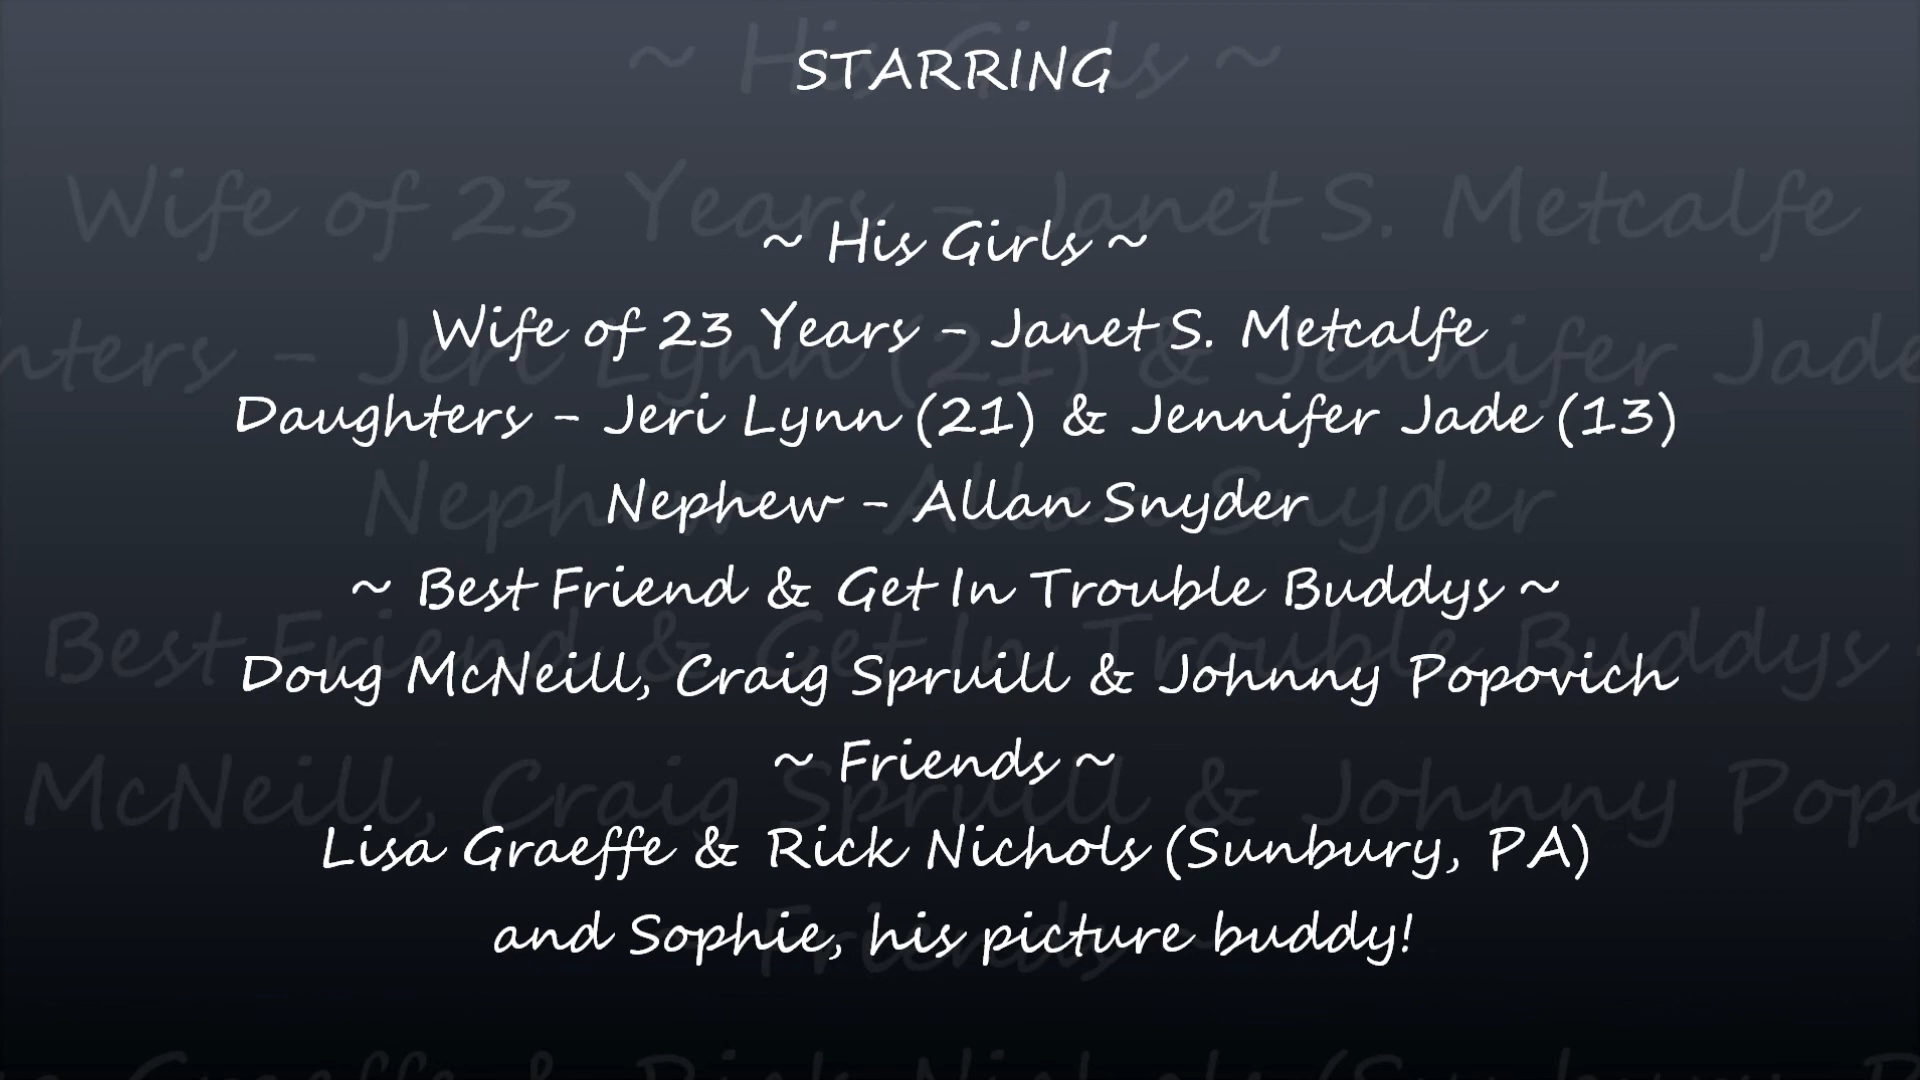 STARRING
~ His Girls ~
Wife of 23 Years - Janet S. Metcalfe
Daughters - Jeri Lynn (21) & Jennifer Jade (13)
Nephew - Allan Snyder
~ Best Friend & Get In Trouble Buddys ~
Doug McNeill, Craig Spruill & Johnny Popovich
~ Friends ~
Lisa Graeffe & Rick Nichols (Sunbury, PA)
and Sophie, his picture buddy!